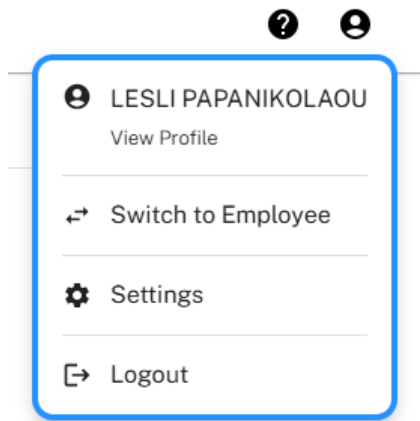 LESLI PAPANIKOLAOU
View Profile
Switch to Employee
Settings
Logout